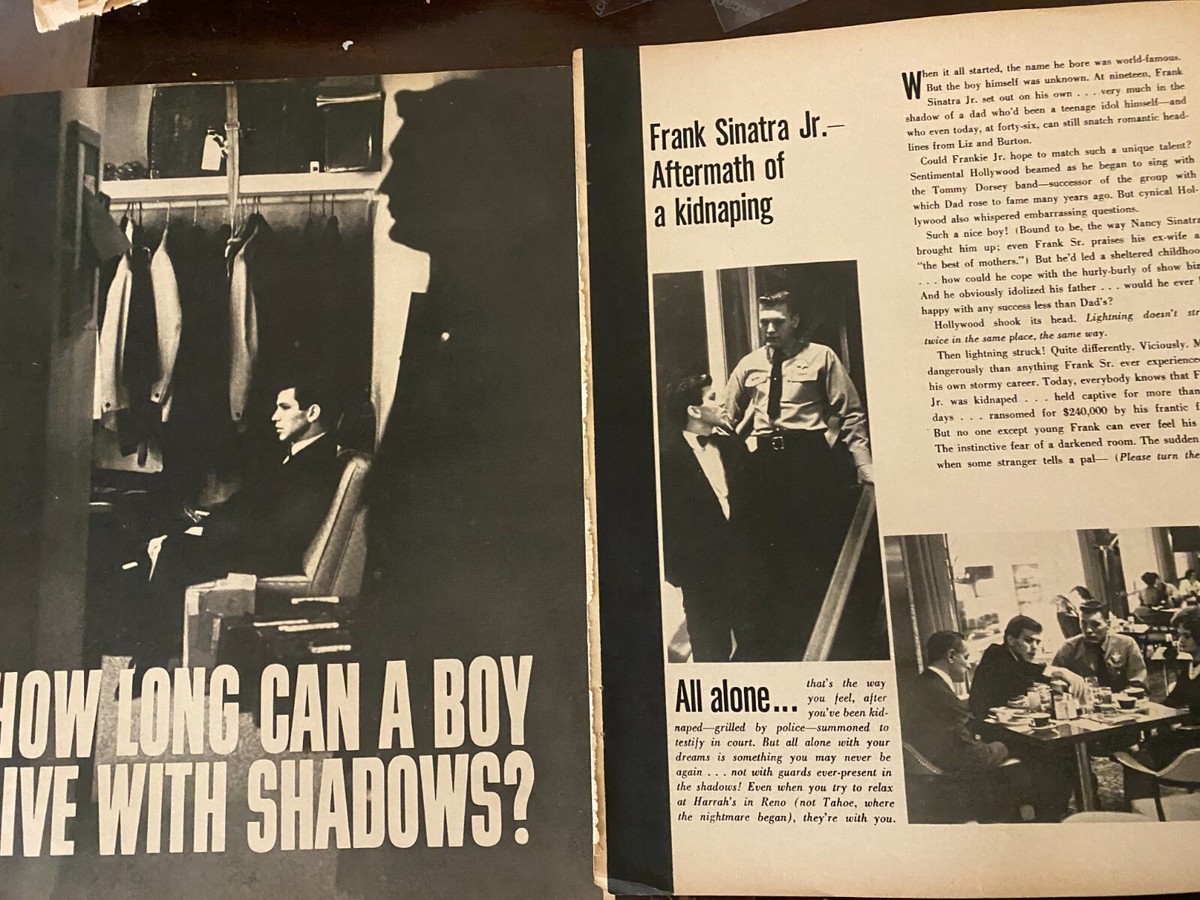 HOW LONG CAN A BOY
IVE WITH SHADOWS?
Frank Sinatra Jr.—
Aftermath of
a kidnaping
When it all started, the name he bore was world-famous.
But the boy himself was unknown. At nineteen, Frank
Sinatra Jr. set out on his own . . . very much in the
shadow of a dad who'd been a teenage idol himself—and
who even today, at forty-six, can still snatch romantic head-
lines from Liz and Burton.
Could Frankie Jr. hope to match such a unique talent?
Sentimental Hollywood beamed as he began to sing with
the Tommy Dorsey band—successor of the group with
which Dad rose to fame many years ago. But cynical Hol-
lywood also whispered embarrassing questions.
Such a nice boy! (Bound to be, the way Nancy Sinatra
brought him up; even Frank Sr. praises his ex-wife a
"the best of mothers.") But he'd led a sheltered childhoo
. . . how could he cope with the hurly-burly of show biz
And he obviously idolized his father . . . would he ever
happy with any success less than Dad's?
Hollywood shook its head. Lightning doesn't str
twice in the same place, the same way.
Then lightning struck! Quite differently. Viciously. M
dangerously than anything Frank Sr. ever experience
his own stormy career. Today, everybody knows that F
Jr. was kidnaped . . . held captive for more than
days . . . ransomed for $240,000 by his frantic f
But no one except young Frank can ever feel his
The instinctive fear of a darkened room. The sudden
when some stranger tells a pal— (Please turn the
All alone... that's the way
you feel, after
you've been kid-
naped—grilled by police—summoned to
testify in court. But all alone with your
dreams is something you may never be
again . . . not with guards ever-present in
the shadows! Even when you try to relax
at Harrah's in Reno (not Tahoe, where
the nightmare began), they're with you.